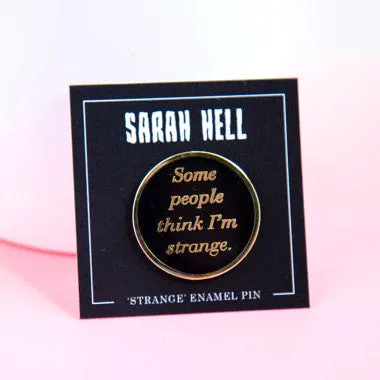 SARAH HELL
Some
people
think I'm
strange.
'STRANGE' ENAMEL PIN